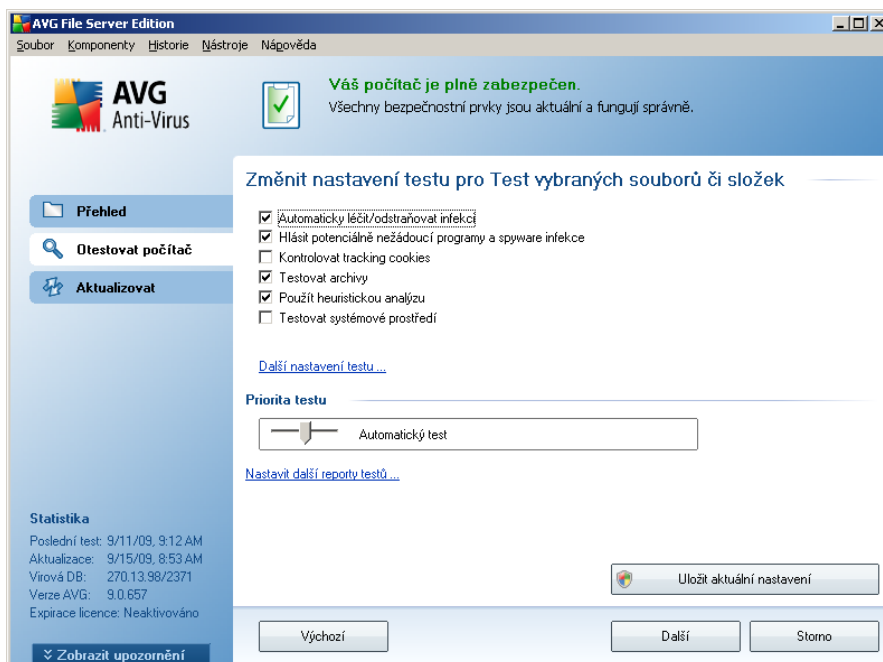 AVG File Server Edition
Soubor Komponenty Historie Nástroje Nápověda
AVG
Anti-Virus
Váš počítač je plně zabezpečen.
Všechny bezpečnostní prvky jsou aktuální a fungují správně.
Přehled
Otestovat počítač
Aktualizovat
Změnit nastavení testu pro Test vybraných souborů či složek
Automaticky léčit/odstraňovat infekci
Hlásit potenciálně nežádoucí programy a spyware infekce
Kontrolovat tracking cookies
Testovat archivy
Použít heuristickou analýzu
Testovat systémové prostředí
Další nastavení testu ...
Priorita testu
Automatický test
Nastavit další reporty testů ...
Statistika
Poslední test: 9/11/09, 9:12 AM
Aktualizace: 9/15/09, 8:53 AM
Virová DB: 270.13.98/2371
Verze AVG: 9.0.657
Expirace licence: Neaktivováno
Zobrazit upozornění
Uložit aktuální nastavení
Výchozí
Další
Storno